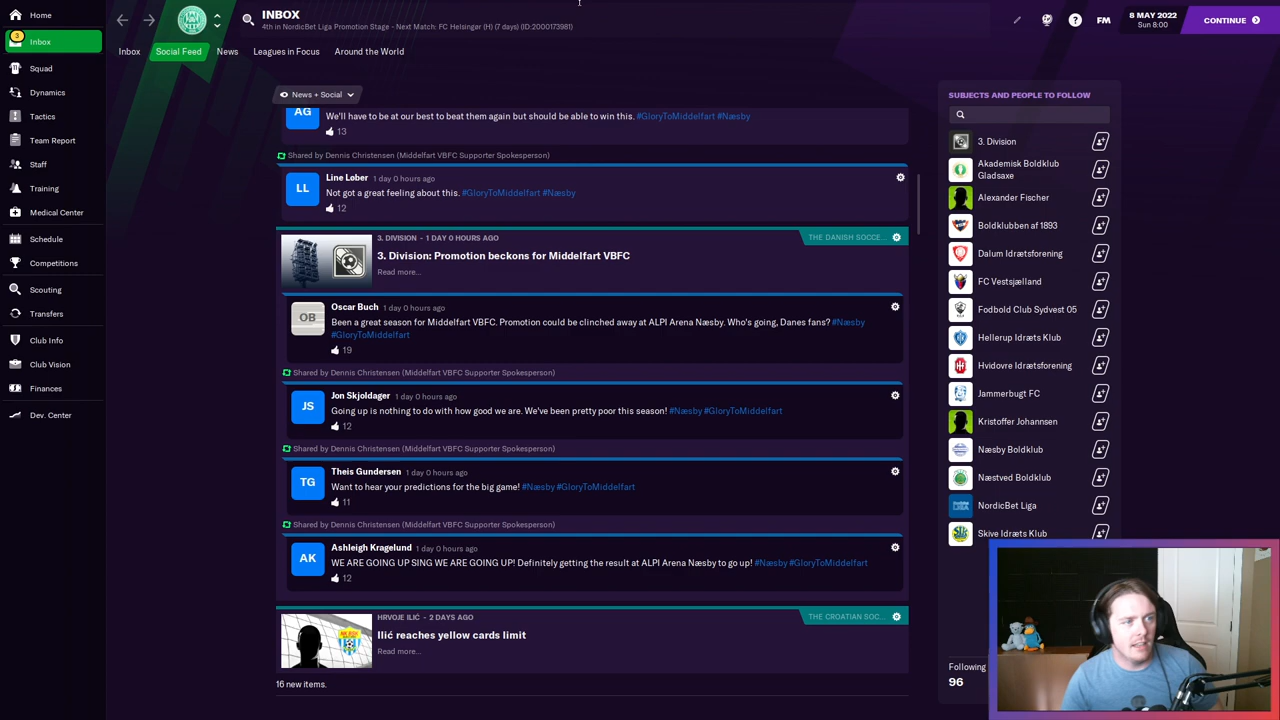 Home
INBOX
4th in NordicBet Liga Promotion Stage - Next Match: FC Helsingør (H) (7 days) (ID:2000173981)
FM
8 MAY 2022
Sun 8:00
CONTINUE
3
Inbox
Inbox
Social Feed
News
Leagues in Focus
Around the World
Squad
Dynamics
Tactics
Team Report
Staff
Training
Medical Center
Schedule
Competitions
Scouting
Transfers
Club Info
Club Vision
Finances
Dev. Center
News + Social
AG
We'll have to be at our best to beat them again but should be able to win this. #GloryToMiddelfart #Næsby
13
Shared by Dennis Christensen (Middelfart VBFC Supporter Spokesperson)
LL
Line Løber 1 day 0 hours ago
Not got a great feeling about this. #GloryToMiddelfart #Næsby
12
3. DIVISION - 1 DAY 0 HOURS AGO
THE DANISH SOCCE...
3. Division: Promotion beckons for Middelfart VBFC
Read more...
OB
Oscar Buch 1 day 0 hours ago
Been a great season for Middelfart VBFC. Promotion could be clinched away at ALPI Arena Næsby. Who's going, Danes fans? #Næsby
#GloryToMiddelfart
19
Shared by Dennis Christensen (Middelfart VBFC Supporter Spokesperson)
JS
Jon Skjoldager 1 day 0 hours ago
Going up is nothing to do with how good we are. We've been pretty poor this season! #Næsby #GloryToMiddelfart
12
Shared by Dennis Christensen (Middelfart VBFC Supporter Spokesperson)
TG
Theis Gundersen 1 day 0 hours ago
Want to hear your predictions for the big game! #Næsby #GloryToMiddelfart
11
Shared by Dennis Christensen (Middelfart VBFC Supporter Spokesperson)
AK
Ashleigh Kragelund 1 day 0 hours ago
WE ARE GOING UP SING WE ARE GOING UP! Definitely getting the result at ALPI Arena Næsby to go up! #Næsby #GloryToMiddelfart
12
HRVOJE ILIĆ - 2 DAYS AGO
THE CROATIAN SOC...
Ilić reaches yellow cards limit
Read more...
16 new items.
SUBJECTS AND PEOPLE TO FOLLOW
3. Division
Akademisk Boldklub
Gladsaxe
Alexander Fischer
Boldklubben af 1893
Dalum Idrætsforening
FC Vestsjælland
Fodbold Club Sydvest 05
Hellerup Idræts Klub
Hvidovre Idrætsforening
Jammerbugt FC
Kristoffer Johannsen
Næsby Boldklub
Næstved Boldklub
NordicBet Liga
Skive Idræts Klub
Following
96